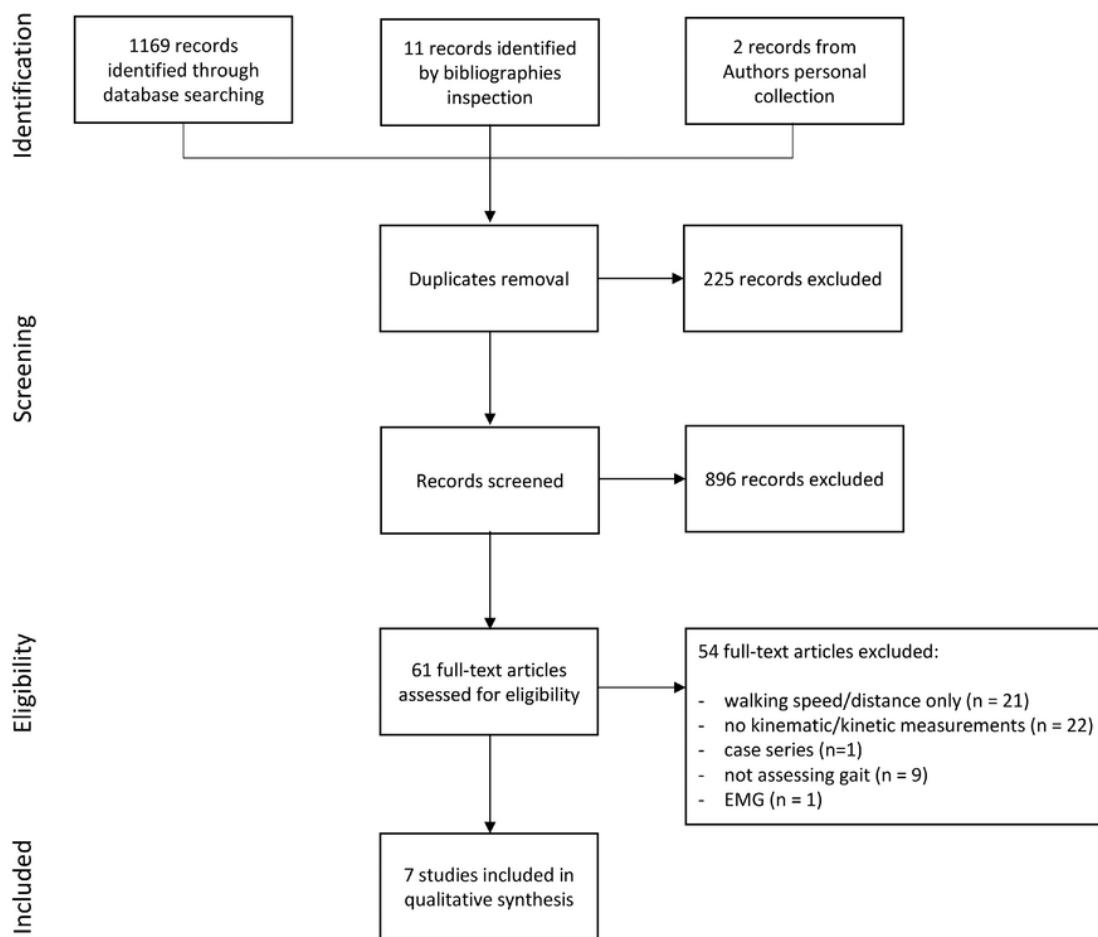 Identification
1169 records
identified through
database searching
11 records identified
by bibliographies
inspection
2 records from
Authors personal
collection
Screening
Duplicates removal
225 records excluded
Records screened
896 records excluded
Eligibility
61 full-text articles
assessed for eligibility
54 full-text articles excluded:
- walking speed/distance only (n = 21)
- no kinematic/kinetic measurements (n = 22)
- case series (n=1)
- not assessing gait (n = 9)
- EMG (n = 1)
Included
7 studies included in
qualitative synthesis